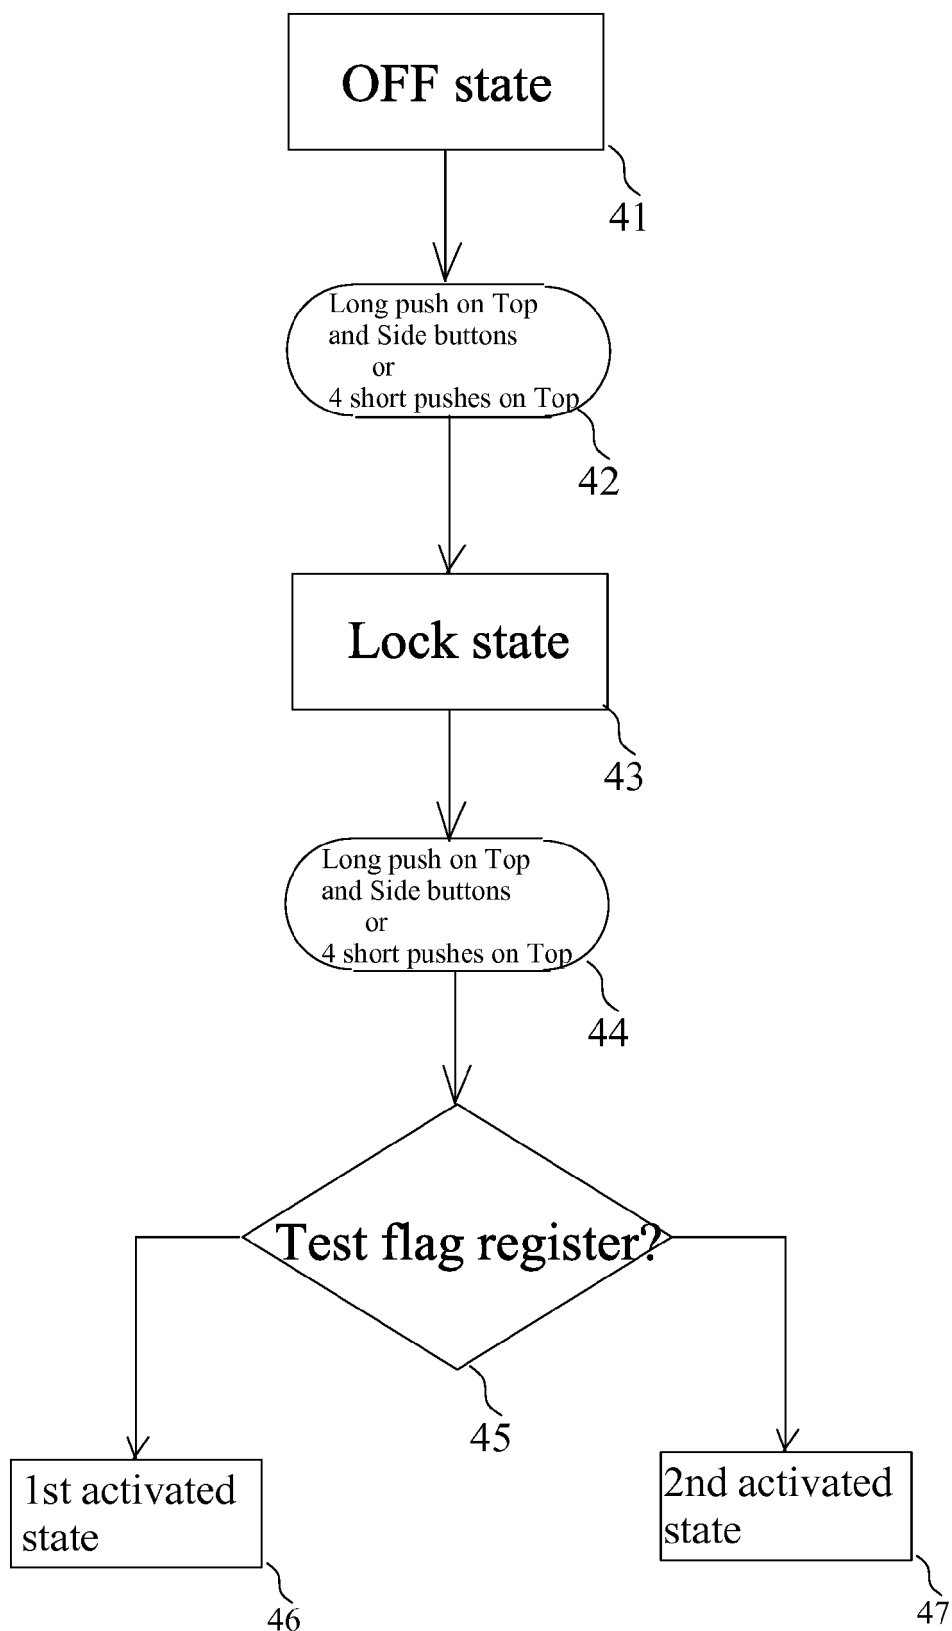 OFF state
41
Long push on Top
and Side buttons
or
4 short pushes on Top
42
Lock state
43
Long push on Top
and Side buttons
or
4 short pushes on Top
44
Test flag register?
45
1st activated
state
46
2nd activated
state
47